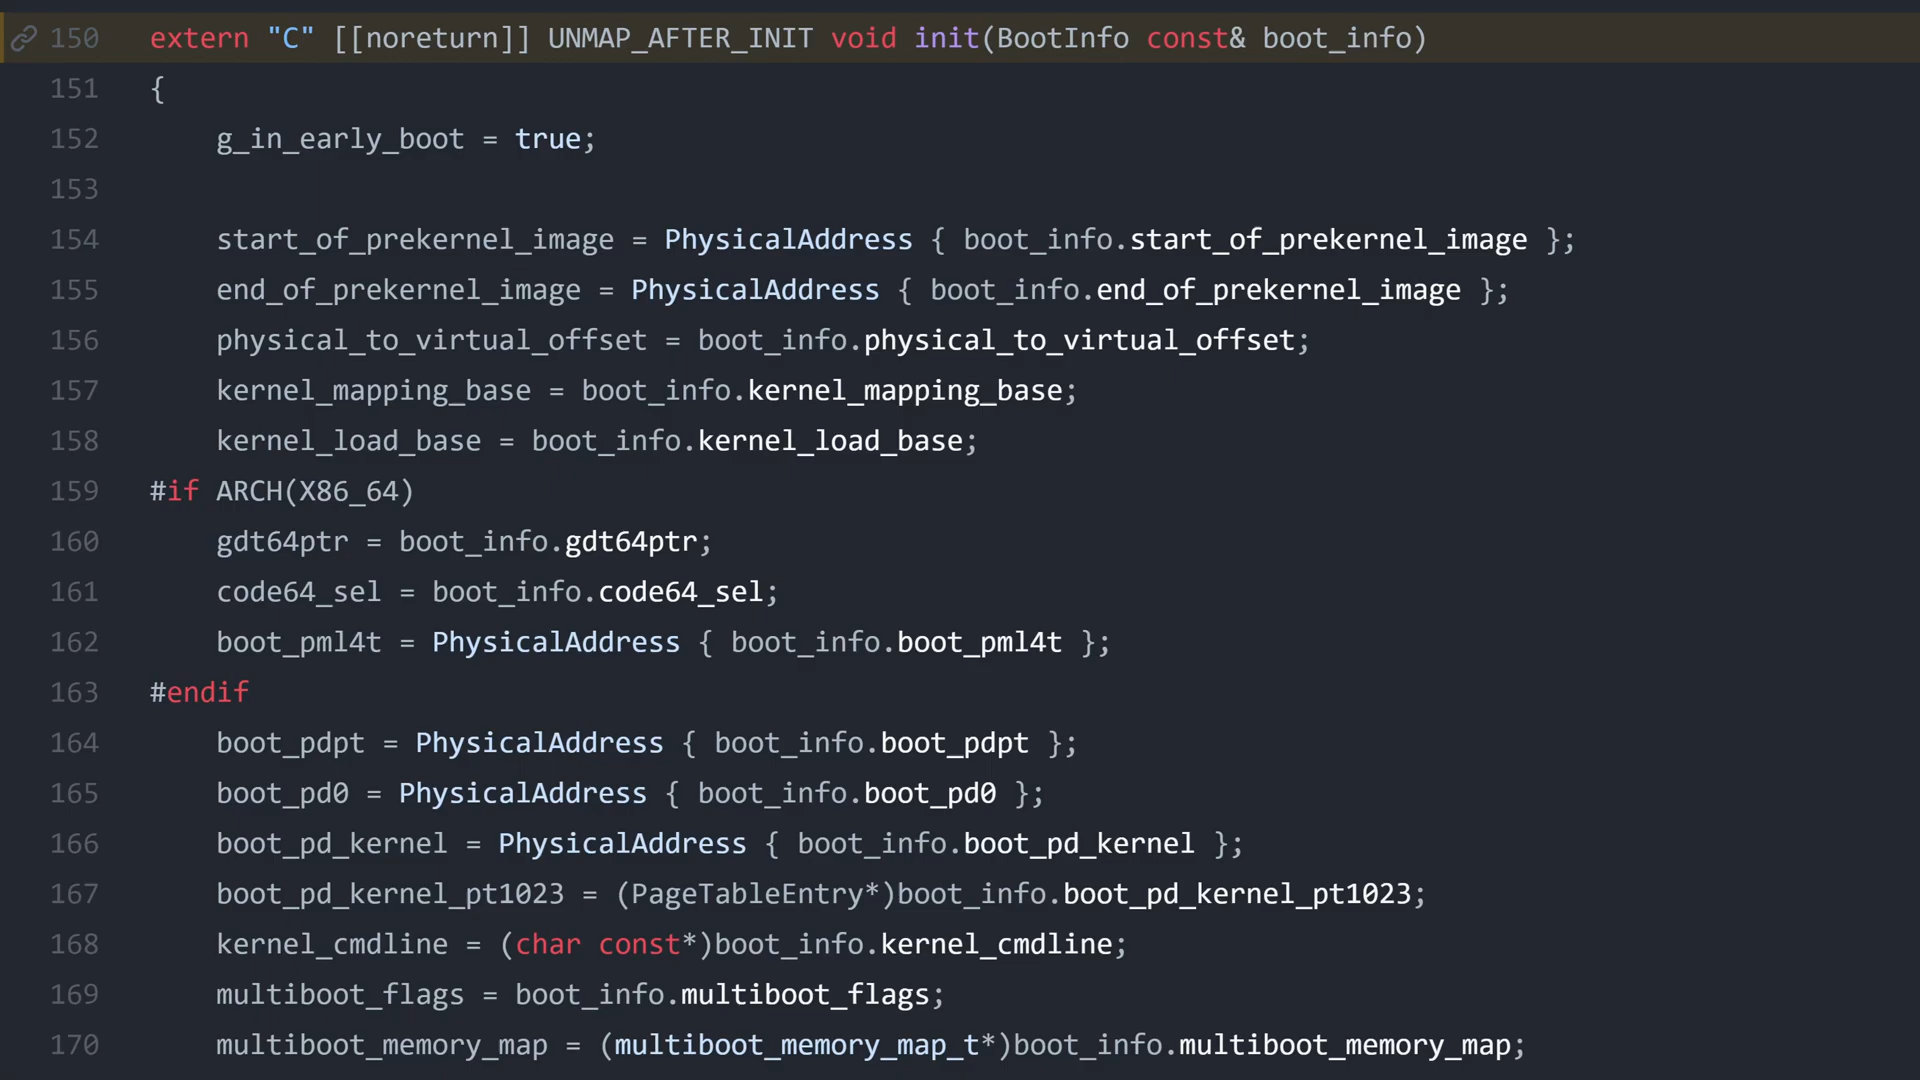 150 extern "C" [[noreturn]] UNMAP_AFTER_INIT void init(BootInfo const& boot_info)
151 {
152     g_in_early_boot = true;
153
154     start_of_prekernel_image = PhysicalAddress { boot_info.start_of_prekernel_image };
155     end_of_prekernel_image = PhysicalAddress { boot_info.end_of_prekernel_image };
156     physical_to_virtual_offset = boot_info.physical_to_virtual_offset;
157     kernel_mapping_base = boot_info.kernel_mapping_base;
158     kernel_load_base = boot_info.kernel_load_base;
159 #if ARCH(X86_64)
160     gdt64ptr = boot_info.gdt64ptr;
161     code64_sel = boot_info.code64_sel;
162     boot_pml4t = PhysicalAddress { boot_info.boot_pml4t };
163 #endif
164     boot_pdpt = PhysicalAddress { boot_info.boot_pdpt };
165     boot_pd0 = PhysicalAddress { boot_info.boot_pd0 };
166     boot_pd_kernel = PhysicalAddress { boot_info.boot_pd_kernel };
167     boot_pd_kernel_pt1023 = (PageTableEntry*)boot_info.boot_pd_kernel_pt1023;
168     kernel_cmdline = (char const*)boot_info.kernel_cmdline;
169     multiboot_flags = boot_info.multiboot_flags;
170     multiboot_memory_map = (multiboot_memory_map_t*)boot_info.multiboot_memory_map;